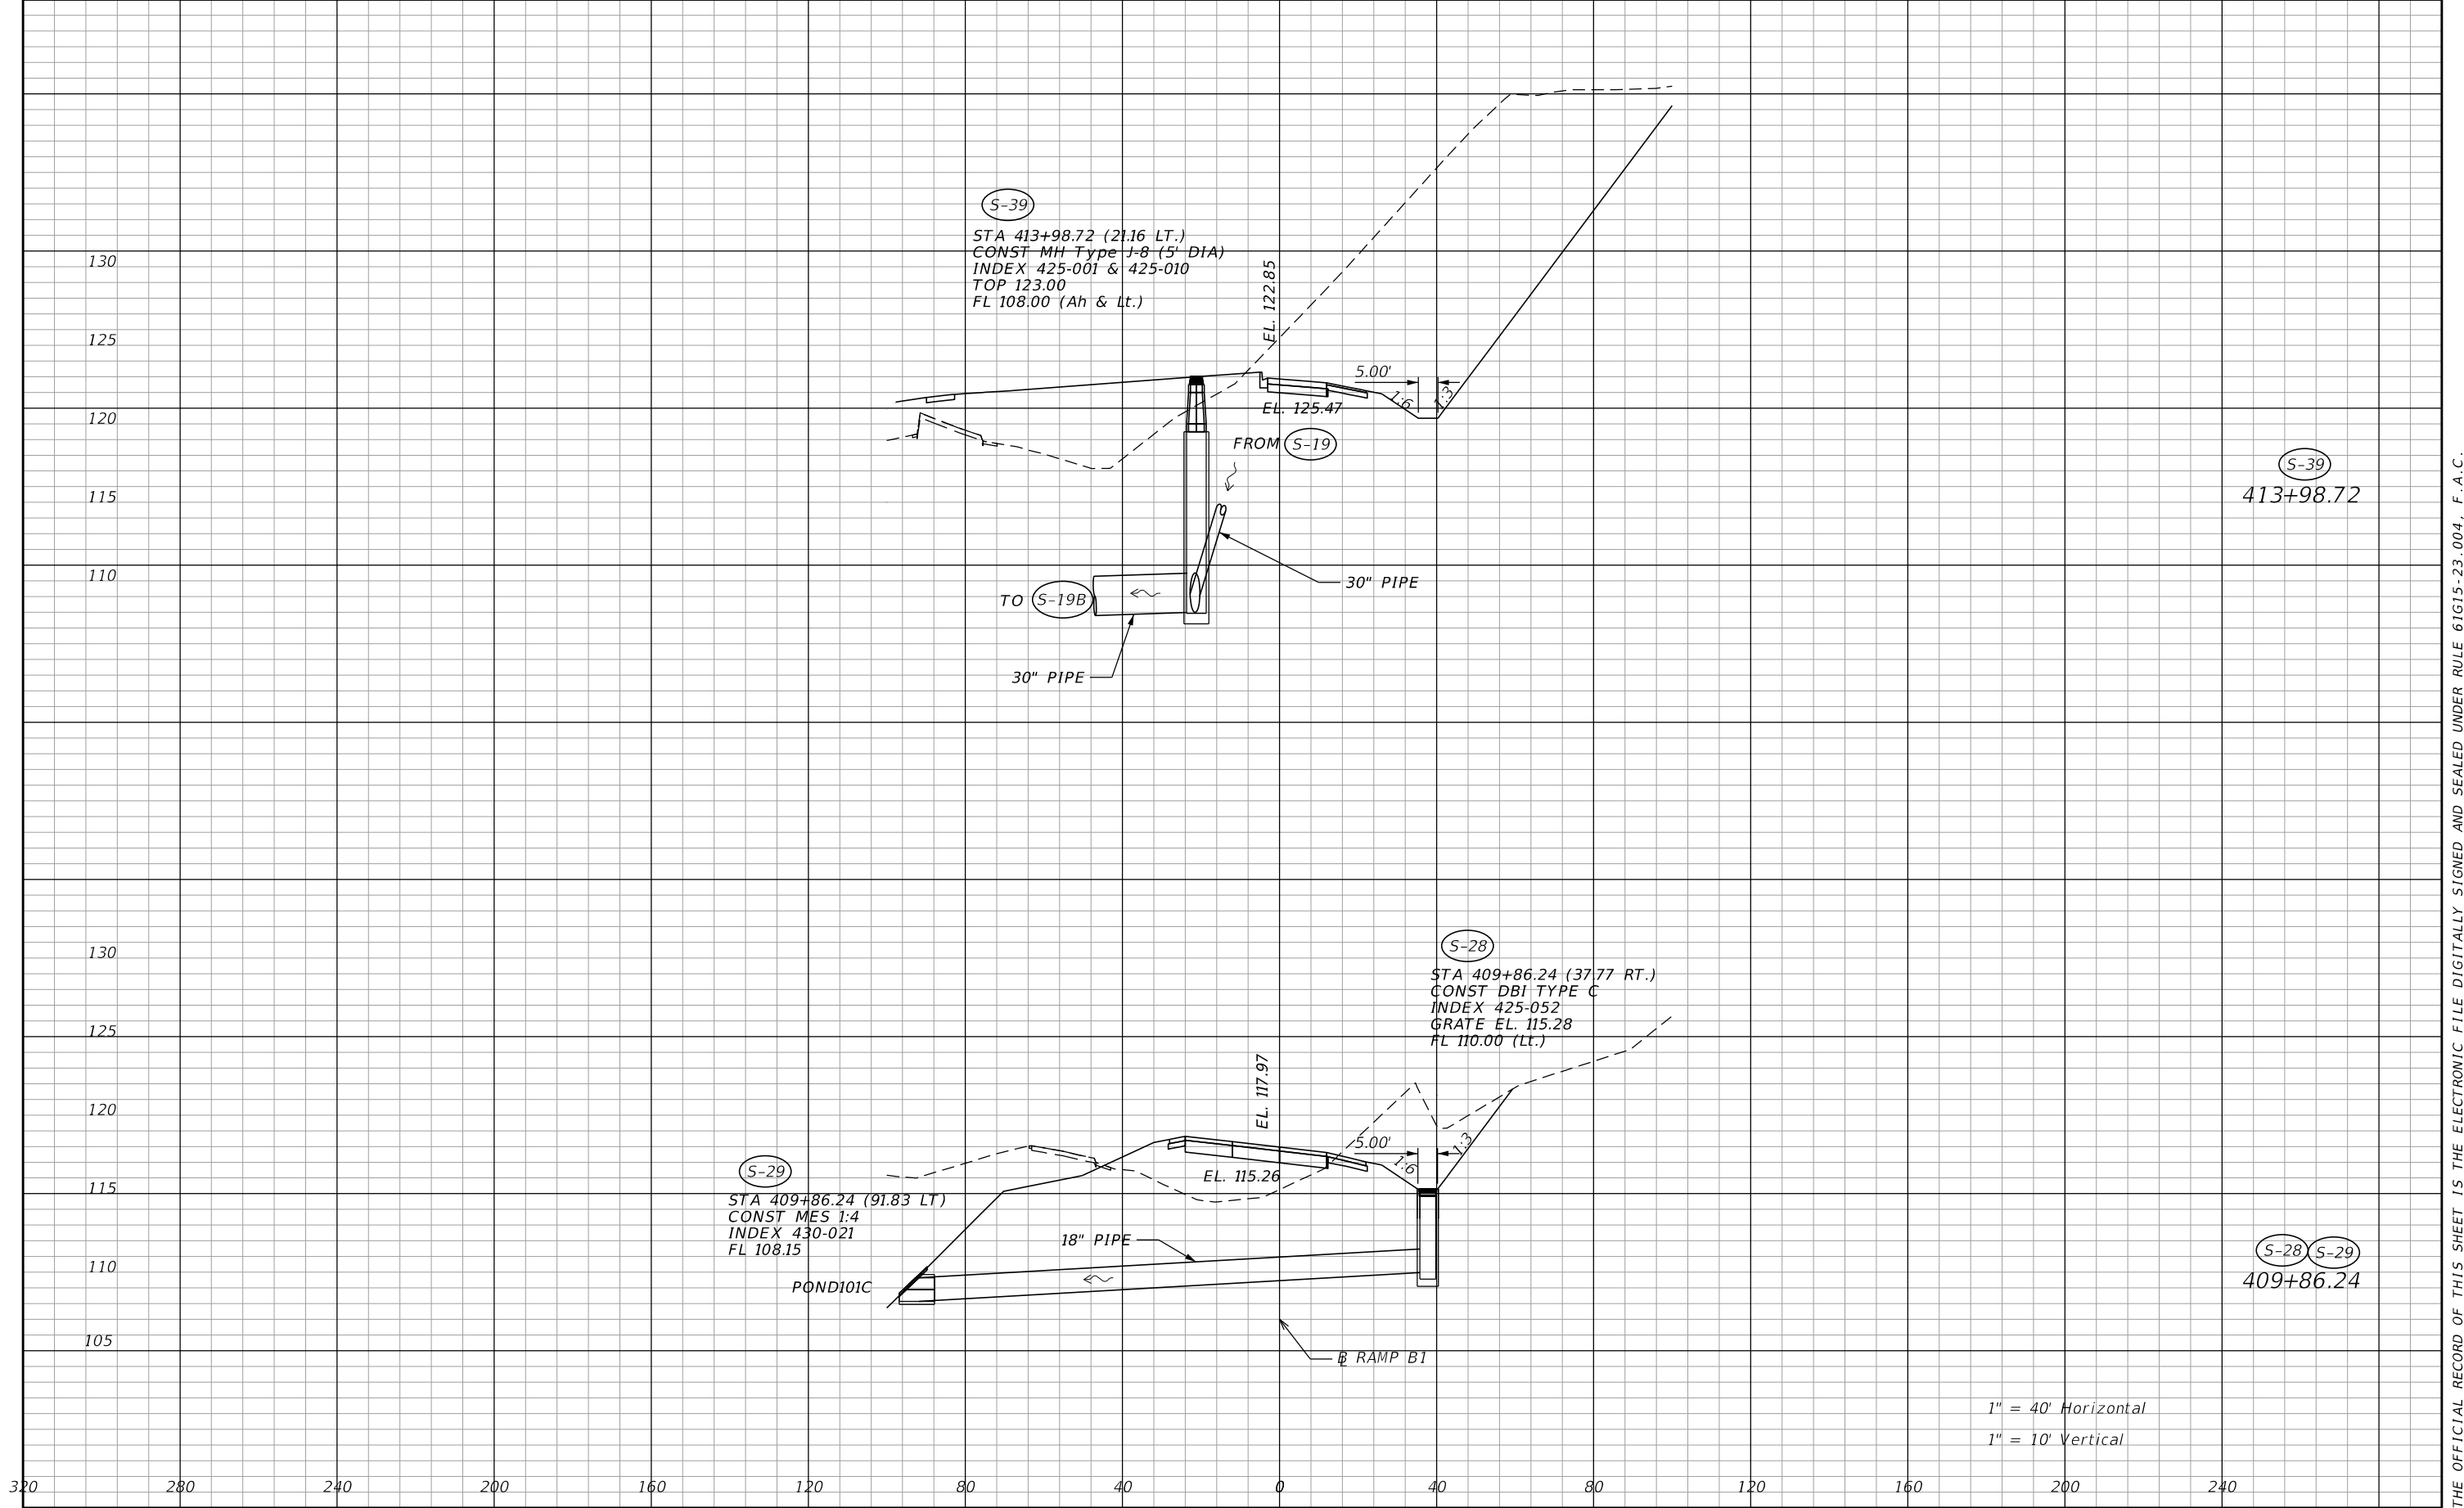 S-39
STA 413+98.72 (21.16 LT.)
CONST MH Type J-8 (5' DIA)
INDEX 425-001 & 425-010
TOP 123.00
FL 108.00 (Ah & Lt.)
EL. 122.85
130
125
120
115
110
5.00'
1:6
1:3
EL. 125.47
FROM S-19
30" PIPE
TO S-19B
30" PIPE
S-39
413+98.72
130
125
120
115
110
105
S-28
STA 409+86.24 (37.77 RT.)
CONST DBI TYPE C
INDEX 425-052
GRATE EL. 115.28
FL 110.00 (Lt.)
EL. 117.97
5.00'
1:6
1:3
EL. 115.26
S-29
STA 409+86.24 (91.83 LT)
CONST MES 1:4
INDEX 430-021
FL 108.15
18" PIPE
POND101C
BL RAMP B1
S-28 S-29
409+86.24
1" = 40' Horizontal
1" = 10' Vertical
320 280 240 200 160 120 80 40 0 40 80 120 160 200 240
THE OFFICIAL RECORD OF THIS SHEET IS THE ELECTRONIC FILE DIGITALLY SIGNED AND SEALED UNDER RULE 61G15-23.004, F.A.C.